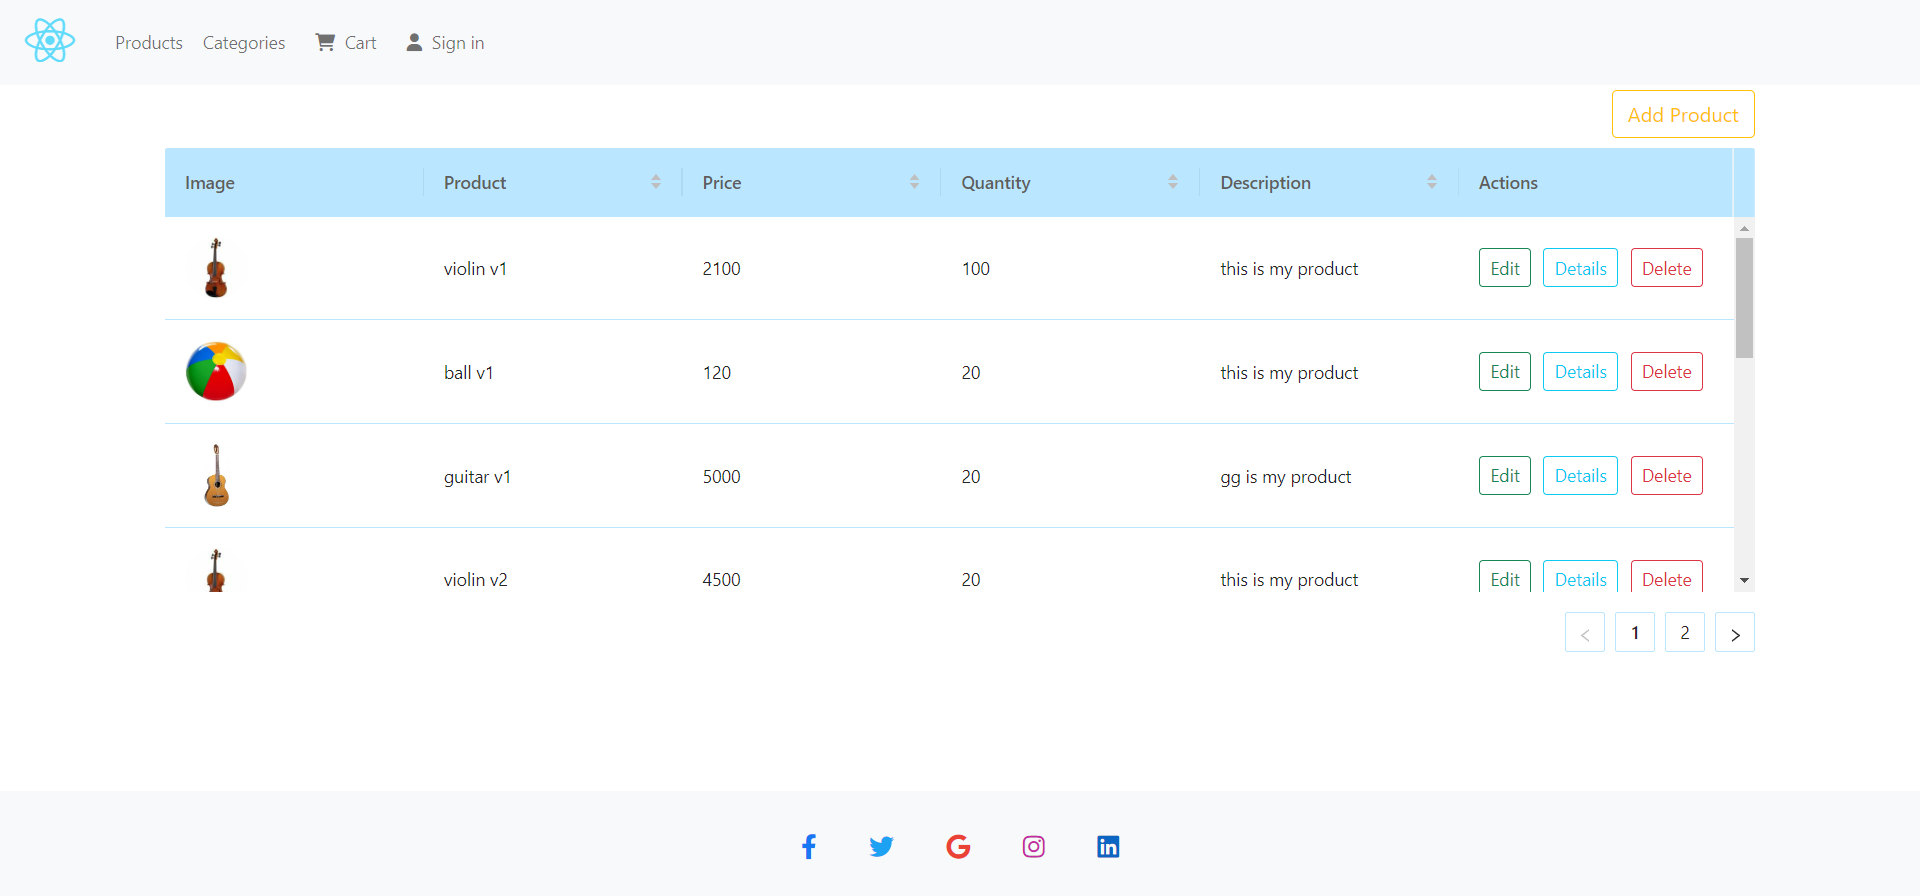 Products Categories Cart Sign in
Add Product
Image Product Price Quantity Description Actions
violin v1 2100 100 this is my product Edit Details Delete
ball v1 120 20 this is my product Edit Details Delete
guitar v1 5000 20 gg is my product Edit Details Delete
violin v2 4500 20 this is my product Edit Details Delete
< 1 2 >